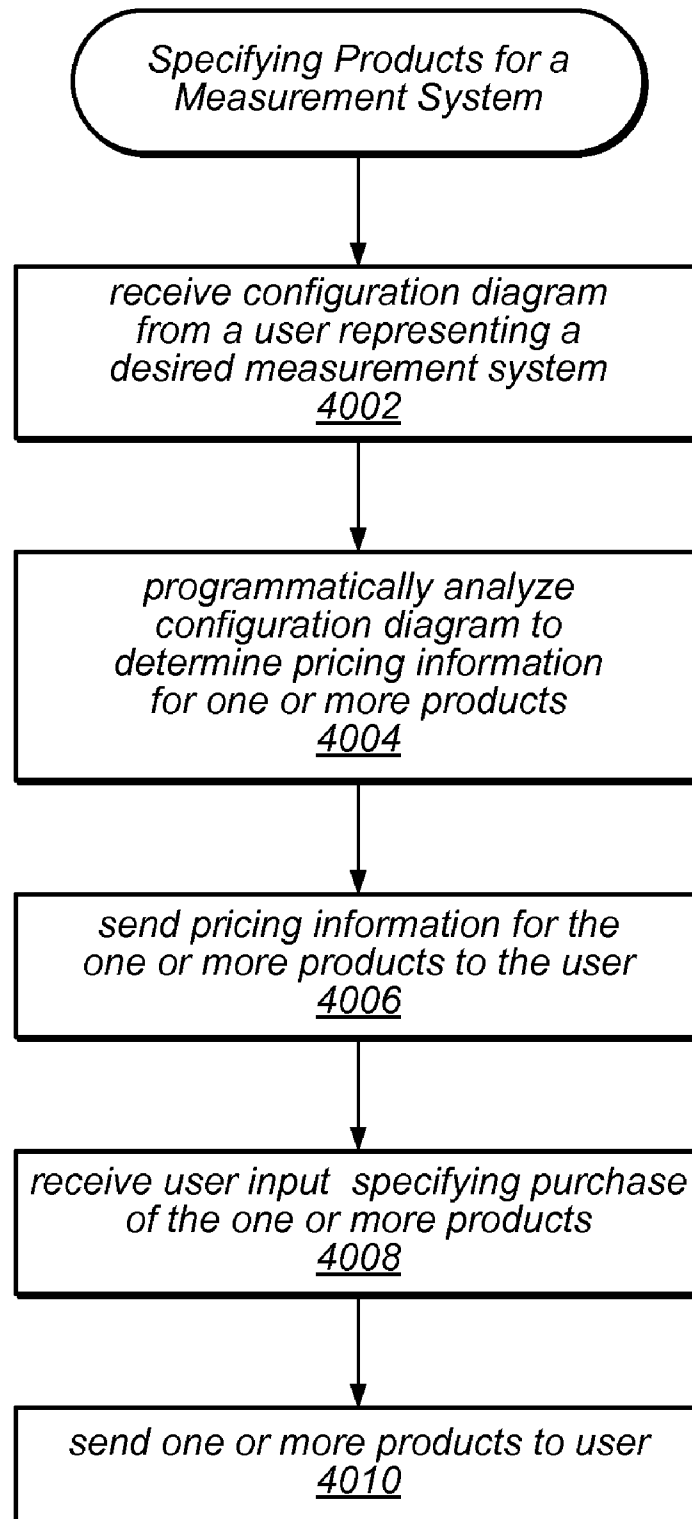 Specifying Products for a
Measurement System
receive configuration diagram
from a user representing a
desired measurement system
4002
programmatically analyze
configuration diagram to
determine pricing information
for one or more products
4004
send pricing information for the
one or more products to the user
4006
receive user input specifying purchase
of the one or more products
4008
send one or more products to user
4010